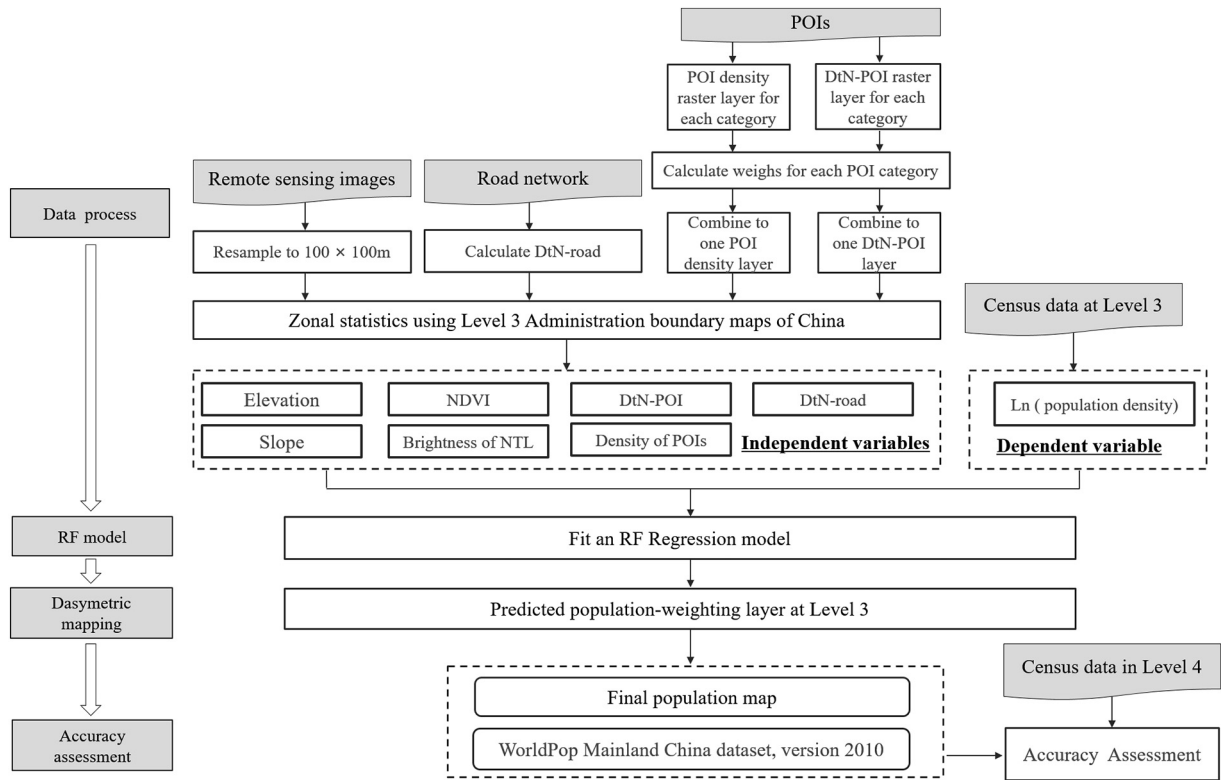 POIs
POI density
raster layer for
each category
DtN-POI raster
layer for each
category
Calculate weighs for each POI category
Remote sensing images
Road network
Data process
Resample to 100 × 100m
Calculate DtN-road
Combine to
one POI
density layer
Combine to
one DtN-POI
layer
Zonal statistics using Level 3 Administration boundary maps of China
Census data at Level 3
Elevation
NDVI
DtN-POI
DtN-road
Slope
Brightness of NTL
Density of POIs
Independent variables
Ln ( population density)
Dependent variable
RF model
Fit an RF Regression model
Dasymetric
mapping
Predicted population-weighting layer at Level 3
Final population map
WorldPop Mainland China dataset, version 2010
Census data in Level 4
Accuracy
assessment
Accuracy Assessment